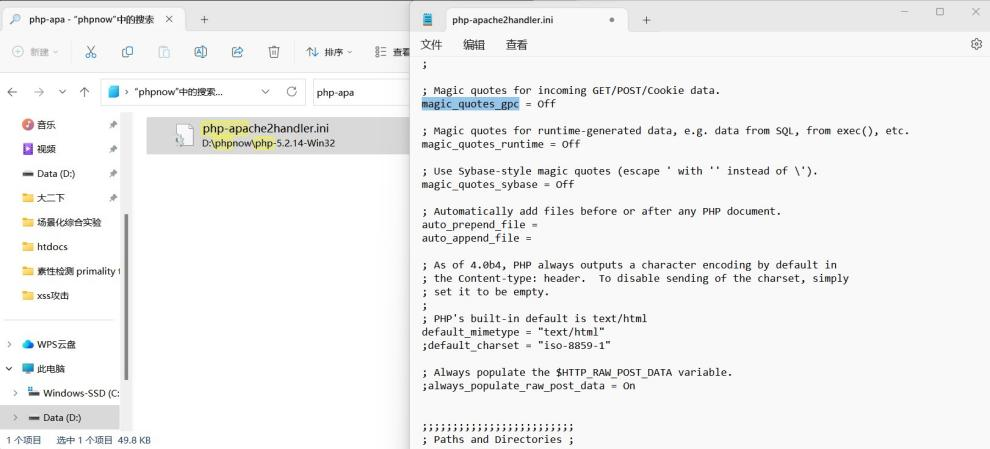 php-apa - "phpnow"中的搜索
新建
排序
查看
"phpnow"中的搜索...
php-apa
音乐
视频
Data (D:)
大二下
场景化综合实验
htdocs
素性检测 primality t
xss攻击
WPS云盘
此电脑
Windows-SSD (C:
Data (D:)
1 个项目
选中 1 个项目 49.8 KB
php-apache2handler.ini
D:\phpnow\php-5.2.14-Win32
php-apache2handler.ini
文件
编辑
查看
;
; Magic quotes for incoming GET/POST/Cookie data.
magic_quotes_gpc = Off
; Magic quotes for runtime-generated data, e.g. data from SQL, from exec(), etc.
magic_quotes_runtime = Off
; Use Sybase-style magic quotes (escape ' with '' instead of \').
magic_quotes_sybase = Off
; Automatically add files before or after any PHP document.
auto_prepend_file =
auto_append_file =
; As of 4.0b4, PHP always outputs a character encoding by default in
; the Content-type: header.  To disable sending of the charset, simply
; set it to be empty.
;
; PHP's built-in default is text/html
default_mimetype = "text/html"
;default_charset = "iso-8859-1"
; Always populate the $HTTP_RAW_POST_DATA variable.
;always_populate_raw_post_data = On
;;;;;;;;;;;;;;;;;;;;;;;;;
; Paths and Directories ;